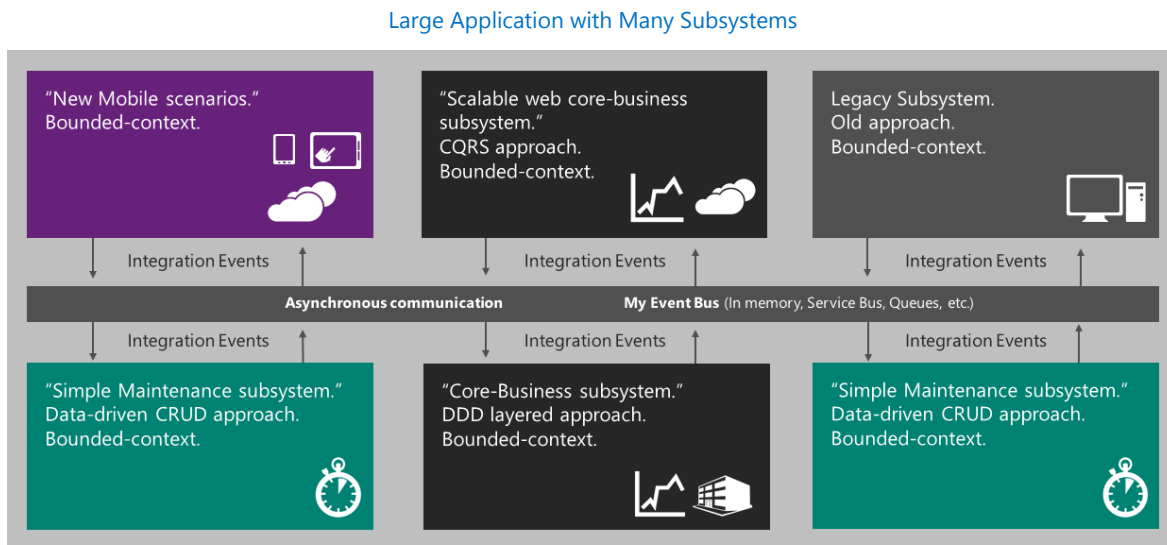 Large Application with Many Subsystems
“New Mobile scenarios.”
Bounded-context.
“Scalable web core-business
subsystem.”
CQRS approach.
Bounded-context.
Legacy Subsystem.
Old approach.
Bounded-context.
Integration Events
Integration Events
Integration Events
Asynchronous communication
My Event Bus (In memory, Service Bus, Queues, etc.)
Integration Events
Integration Events
Integration Events
“Simple Maintenance subsystem.”
Data-driven CRUD approach.
Bounded-context.
“Core-Business subsystem.”
DDD layered approach.
Bounded-context.
“Simple Maintenance subsystem.”
Data-driven CRUD approach.
Bounded-context.